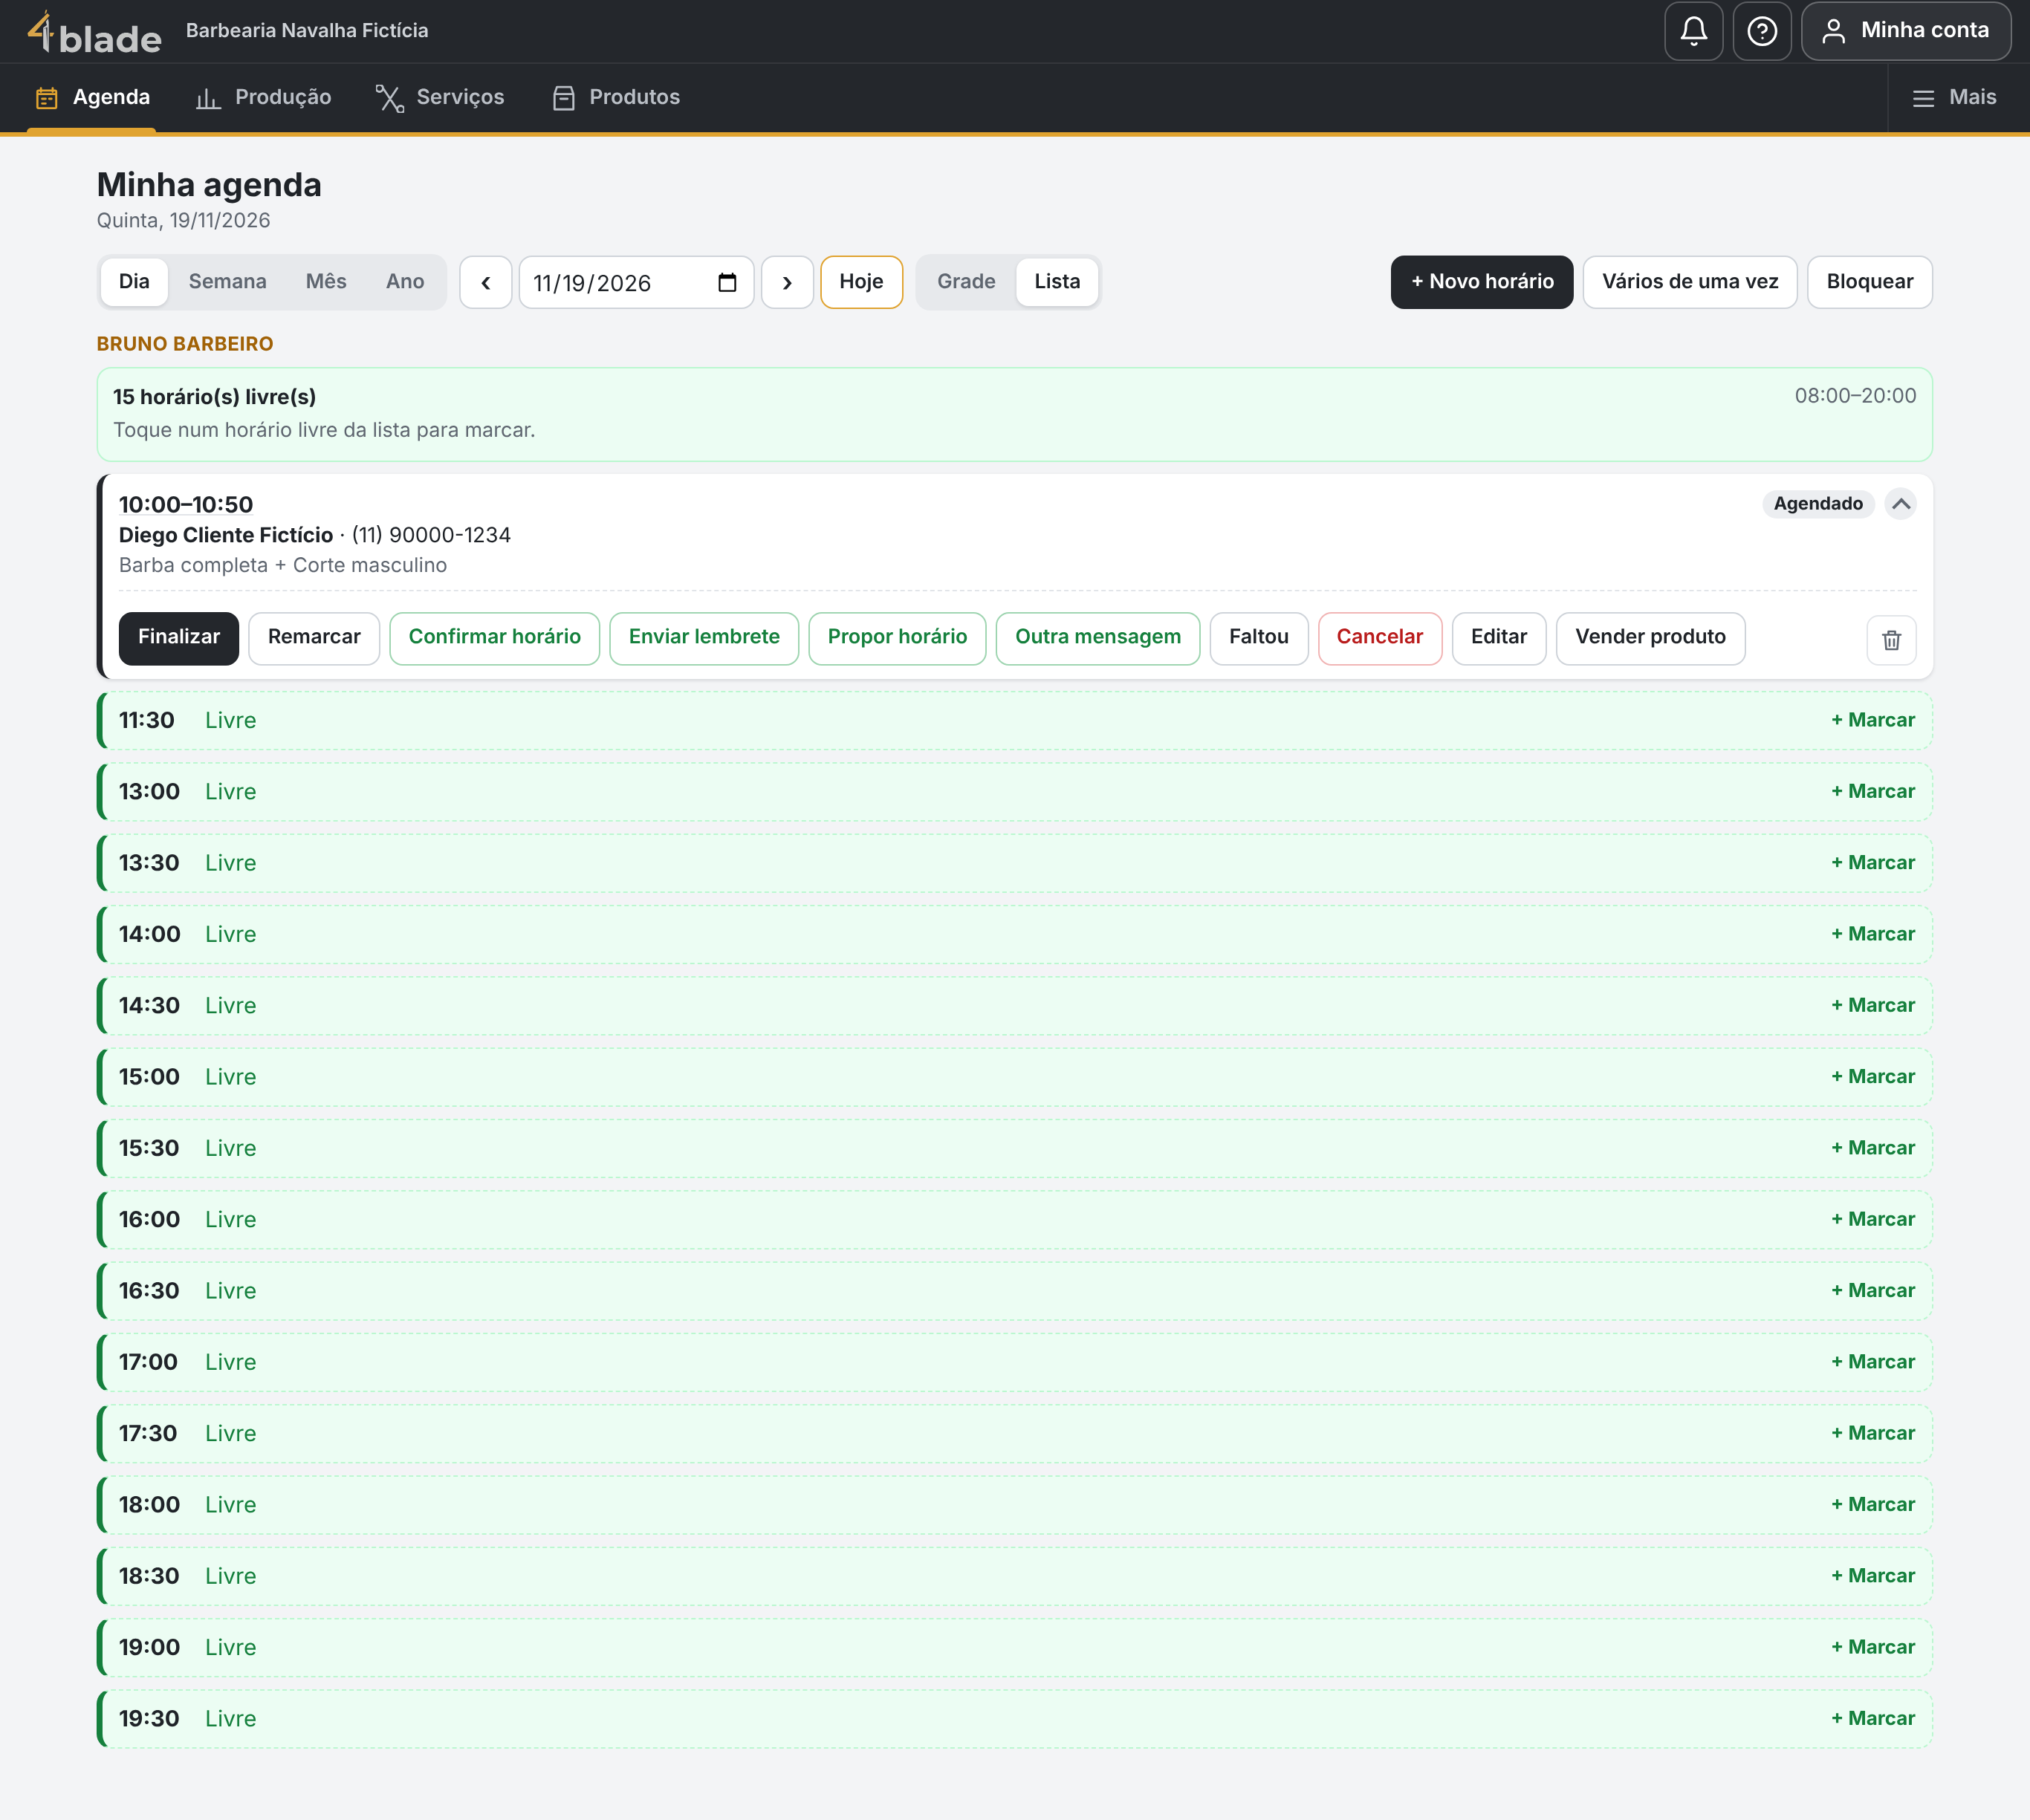 4blade
Barbearia Navalha Fictícia
Minha conta
Agenda
Produção
Serviços
Produtos
Mais
Minha agenda
Quinta, 19/11/2026
Dia
Semana
Mês
Ano
11/19/2026
Hoje
Grade
Lista
+ Novo horário
Vários de uma vez
Bloquear
BRUNO BARBEIRO
15 horário(s) livre(s)
08:00–20:00
Toque num horário livre da lista para marcar.
10:00–10:50
Agendado
Diego Cliente Fictício · (11) 90000-1234
Barba completa + Corte masculino
Finalizar
Remarcar
Confirmar horário
Enviar lembrete
Propor horário
Outra mensagem
Faltou
Cancelar
Editar
Vender produto
11:30 Livre + Marcar
13:00 Livre + Marcar
13:30 Livre + Marcar
14:00 Livre + Marcar
14:30 Livre + Marcar
15:00 Livre + Marcar
15:30 Livre + Marcar
16:00 Livre + Marcar
16:30 Livre + Marcar
17:00 Livre + Marcar
17:30 Livre + Marcar
18:00 Livre + Marcar
18:30 Livre + Marcar
19:00 Livre + Marcar
19:30 Livre + Marcar